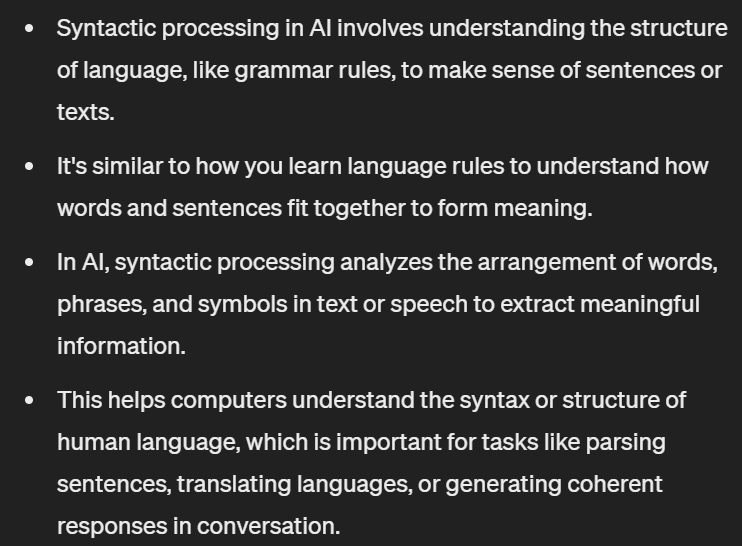 • Syntactic processing in AI involves understanding the structure
of language, like grammar rules, to make sense of sentences or
texts.
• It's similar to how you learn language rules to understand how
words and sentences fit together to form meaning.
• In AI, syntactic processing analyzes the arrangement of words,
phrases, and symbols in text or speech to extract meaningful
information.
• This helps computers understand the syntax or structure of
human language, which is important for tasks like parsing
sentences, translating languages, or generating coherent
responses in conversation.